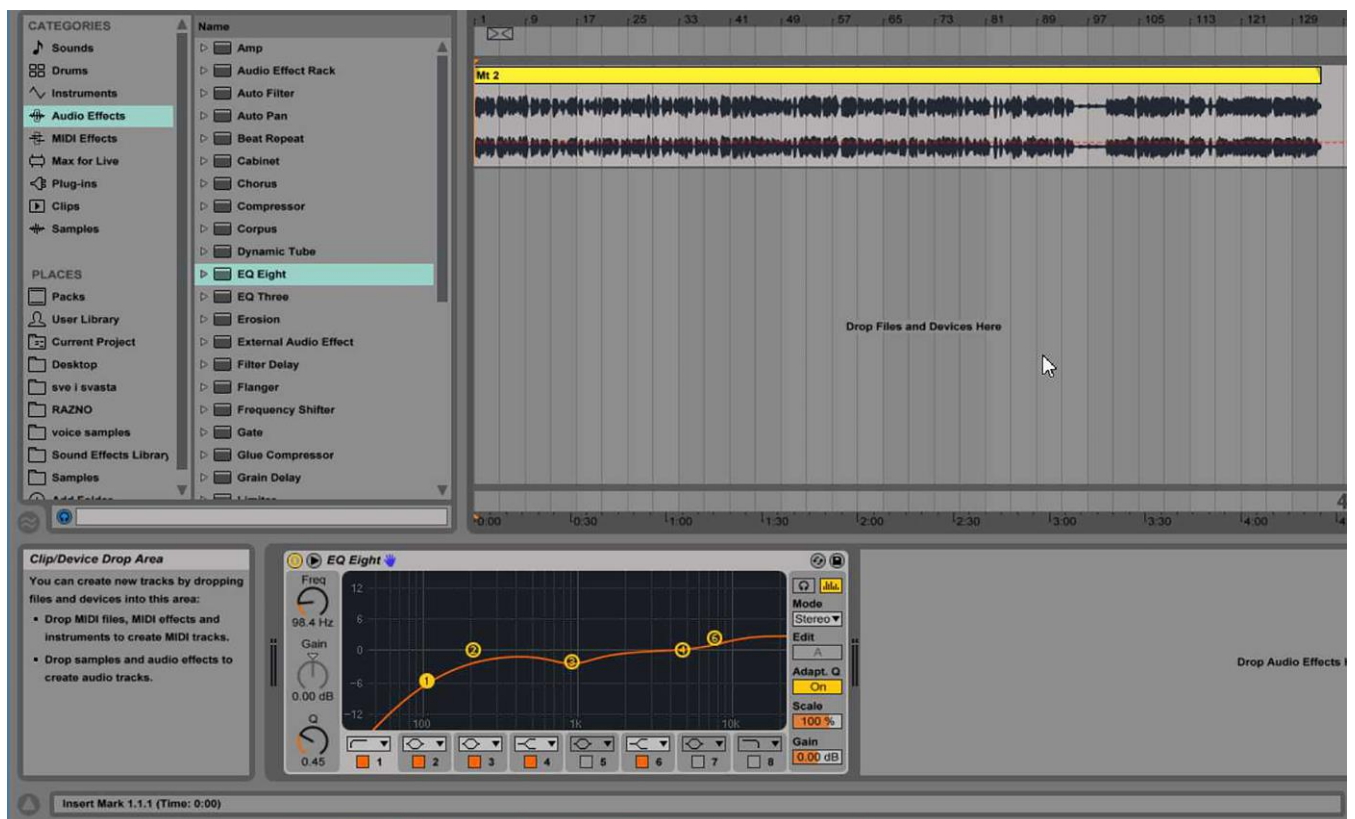 CATEGORIES
Sounds
Drums
Instruments
Audio Effects
MIDI Effects
Max for Live
Plug-ins
Clips
Samples
PLACES
Packs
User Library
Current Project
Desktop
sve i svasta
RAZNO
voice samples
Sound Effects Library
Samples
Add Folder
Name
Amp
Audio Effect Rack
Auto Filter
Auto Pan
Beat Repeat
Cabinet
Chorus
Compressor
Corpus
Dynamic Tube
EQ Eight
EQ Three
Erosion
External Audio Effect
Filter Delay
Flanger
Frequency Shifter
Gate
Glue Compressor
Grain Delay
Limiter
1 9 17 25 33 41 49 57 65 73 81 89 97 105 113 121 129
Mt 2
Drop Files and Devices Here
4
0:00 0:30 1:00 1:30 2:00 2:30 3:00 3:30 4:00 4
Clip/Device Drop Area
You can create new tracks by dropping
files and devices into this area:
Drop MIDI files, MIDI effects and
instruments to create MIDI tracks.
Drop samples and audio effects to
create audio tracks.
EQ Eight
Freq
98.4 Hz
Gain
0.00 dB
Q
0.45
12
6
0
-6
-12
100 1K 10K
1 2 3 4 6
1 2 3 4 5 6 7 8
Mode
Stereo
Edit
A
Adapt. Q
On
Scale
100 %
Gain
0.00 dB
Drop Audio Effects
Insert Mark 1.1.1 (Time: 0:00)